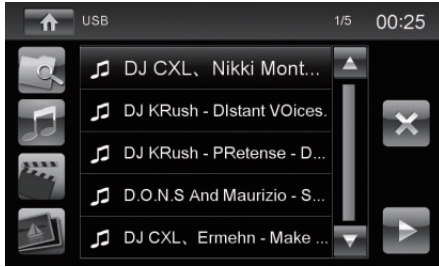 USB 1/5 00:25
DJ CXL、Nikki Mont...
DJ KRush - DIstant VOices.
DJ KRush - PRetense - D...
D.O.N.S And Maurizio - S...
DJ CXL、Ermehn - Make ...